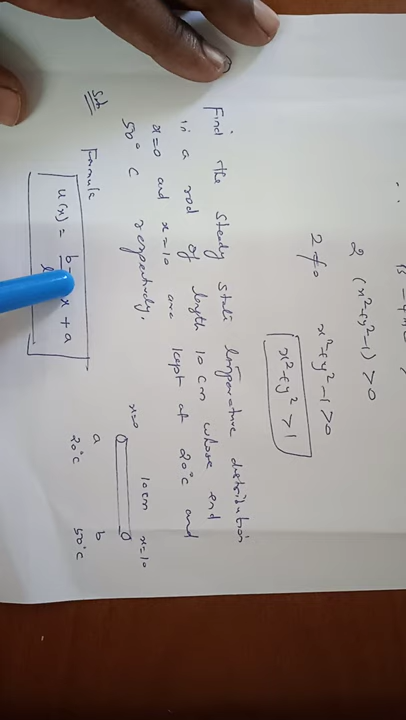 2 (x²+y²-1) > 0
2 ≠ 0 x²+y²-1 > 0
x²+y² > 1
Find the steady state temperature distribution
in a rod of length 10 cm whose end
x=0 and x=10 are kept at 20°c and
50°C respectively.
Soln
Formula
x=0 10cm x=10
a b
20°C 50°C
u(x) = b x + a
l